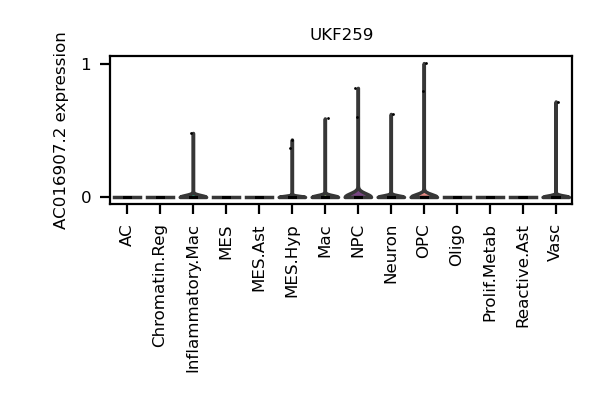 UKF259
AC016907.2 expression
1
0
AC
Chromatin.Reg
Inflammatory.Mac
MES
MES.Ast
MES.Hyp
Mac
NPC
Neuron
OPC
Oligo
Prolif.Metab
Reactive.Ast
Vasc